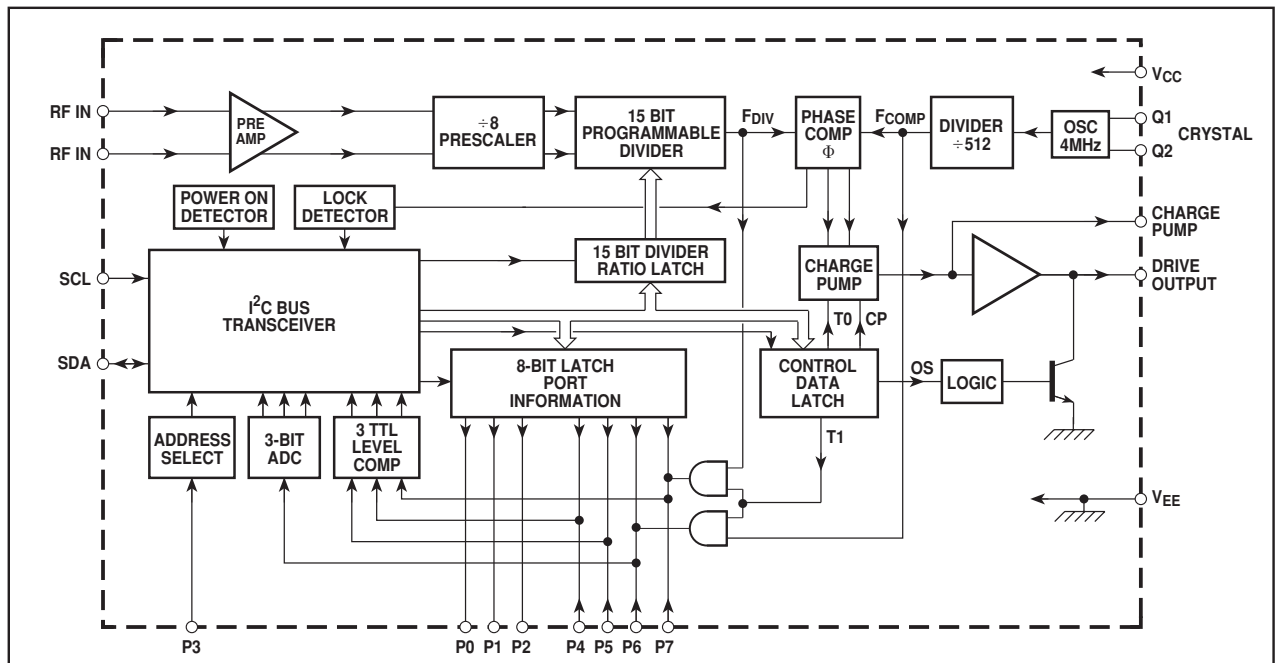 RF IN
RF IN
PRE
AMP
÷8
PRESCALER
15 BIT
PROGRAMMABLE
DIVIDER
FDIV
PHASE
COMP
Φ
FCOMP
DIVIDER
÷512
OSC
4MHz
VCC
Q1
CRYSTAL
Q2
POWER ON
DETECTOR
LOCK
DETECTOR
CHARGE
PUMP
SCL
I2C BUS
TRANSCEIVER
15 BIT DIVIDER
RATIO LATCH
CHARGE
PUMP
DRIVE
OUTPUT
T0
CP
SDA
8-BIT LATCH
PORT
INFORMATION
CONTROL
DATA
LATCH
OS
LOGIC
T1
ADDRESS
SELECT
3-BIT
ADC
3 TTL
LEVEL
COMP
VEE
P3
P0
P1
P2
P4
P5
P6
P7